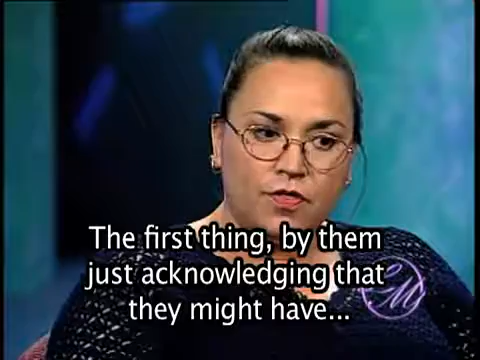 The first thing, by them
just acknowledging that
they might have...
M